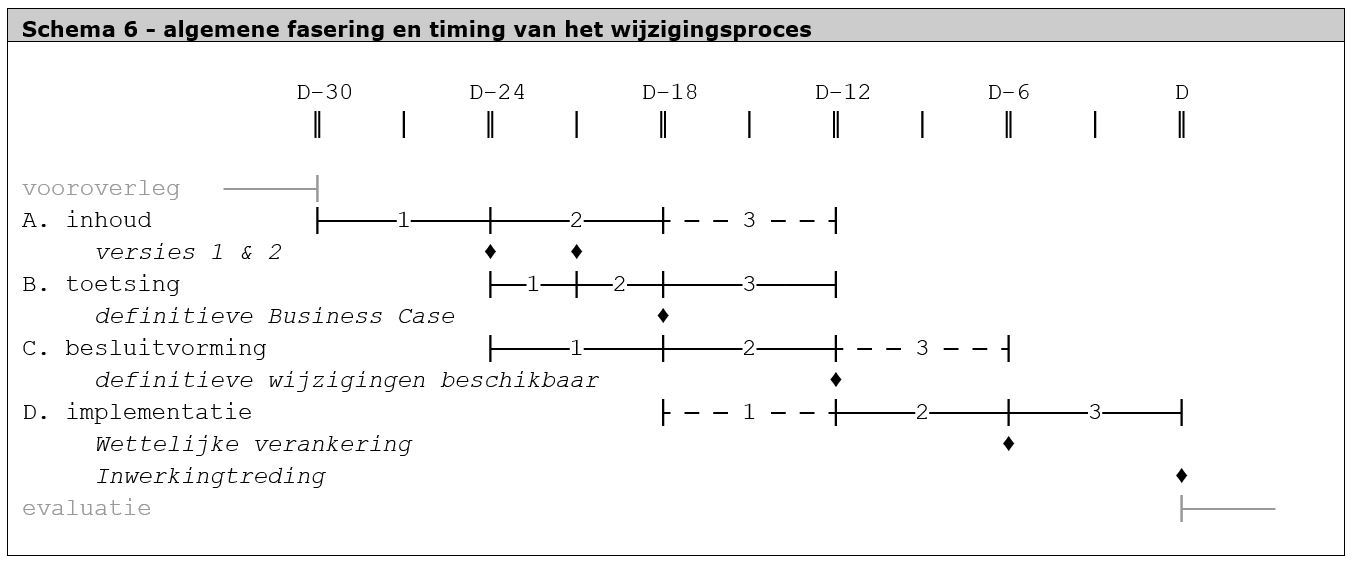 Schema 6 – algemene fasering en timing van het wijzigingsproces
D-30 D-24 D-18 D-12 D-6 D
vooroverleg
A. inhoud 1 2 3
versies 1 & 2
B. toetsing 1 2 3
definitieve Business Case
C. besluitvorming 1 2 3
definitieve wijzigingen beschikbaar
D. implementatie 1 2 3
Wettelijke verankering
Inwerkingtreding
evaluatie